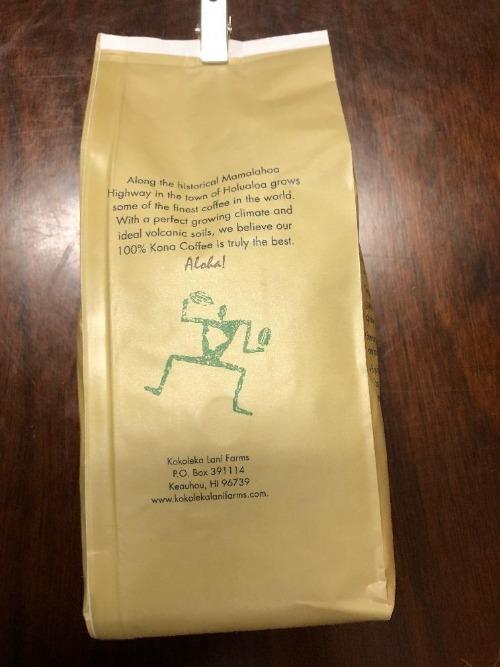 Along the historical Mamalahoa
Highway in the town of Holualoa grows
some of the finest coffee in the world.
With a perfect growing climate and
ideal volcanic soils, we believe our
100% Kona Coffee is truly the best.
Aloha!
Kokoleka Lani Farms
P.O. Box 391114
Keauhou, HI 96739
www.kokolekalanifarms.com.